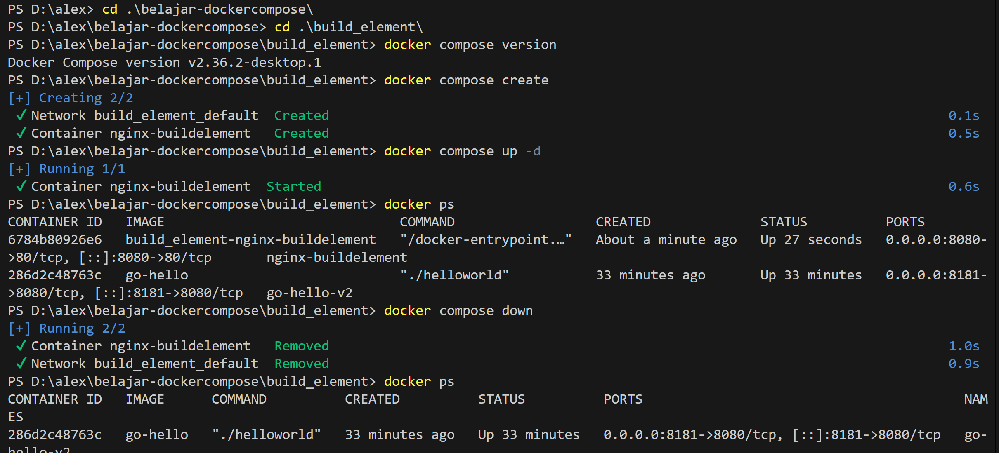 PS D:\alex> cd .\belajar-dockercompose\
PS D:\alex\belajar-dockercompose> cd .\build_element\
PS D:\alex\belajar-dockercompose\build_element> docker compose version
Docker Compose version v2.36.2-desktop.1
PS D:\alex\belajar-dockercompose\build_element> docker compose create
[+] Creating 2/2
✔ Network build_element_default  Created 0.1s
✔ Container nginx-buildelement   Created 0.5s
PS D:\alex\belajar-dockercompose\build_element> docker compose up -d
[+] Running 1/1
✔ Container nginx-buildelement  Started 0.6s
PS D:\alex\belajar-dockercompose\build_element> docker ps
CONTAINER ID   IMAGE                              COMMAND                  CREATED              STATUS          PORTS
6784b80926e6   build_element-nginx-buildelement   "/docker-entrypoint.…"   About a minute ago   Up 27 seconds   0.0.0.0:8080-
>80/tcp, [::]:8080->80/tcp       nginx-buildelement
286d2c48763c   go-hello                           "./helloworld"           33 minutes ago       Up 33 minutes   0.0.0.0:8181-
>8080/tcp, [::]:8181->8080/tcp   go-hello-v2
PS D:\alex\belajar-dockercompose\build_element> docker compose down
[+] Running 2/2
✔ Container nginx-buildelement   Removed 1.0s
✔ Network build_element_default  Removed 0.9s
PS D:\alex\belajar-dockercompose\build_element> docker ps
CONTAINER ID   IMAGE      COMMAND          CREATED          STATUS          PORTS                                         NAM
ES
286d2c48763c   go-hello   "./helloworld"   33 minutes ago   Up 33 minutes   0.0.0.0:8181->8080/tcp, [::]:8181->8080/tcp   go-
hello-v2